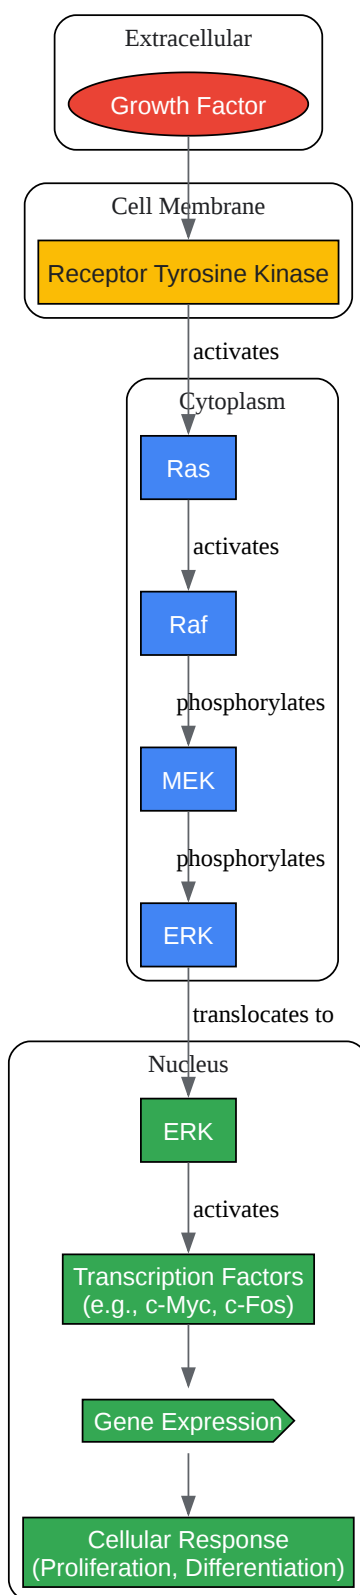 Extracellular
Growth Factor
Cell Membrane
Receptor Tyrosine Kinase
activates
Cytoplasm
Ras
activates
Raf
phosphorylates
MEK
phosphorylates
ERK
translocates to
Nucleus
ERK
activates
Transcription Factors
(e.g., c-Myc, c-Fos)
Gene Expression
Cellular Response
(Proliferation, Differentiation)